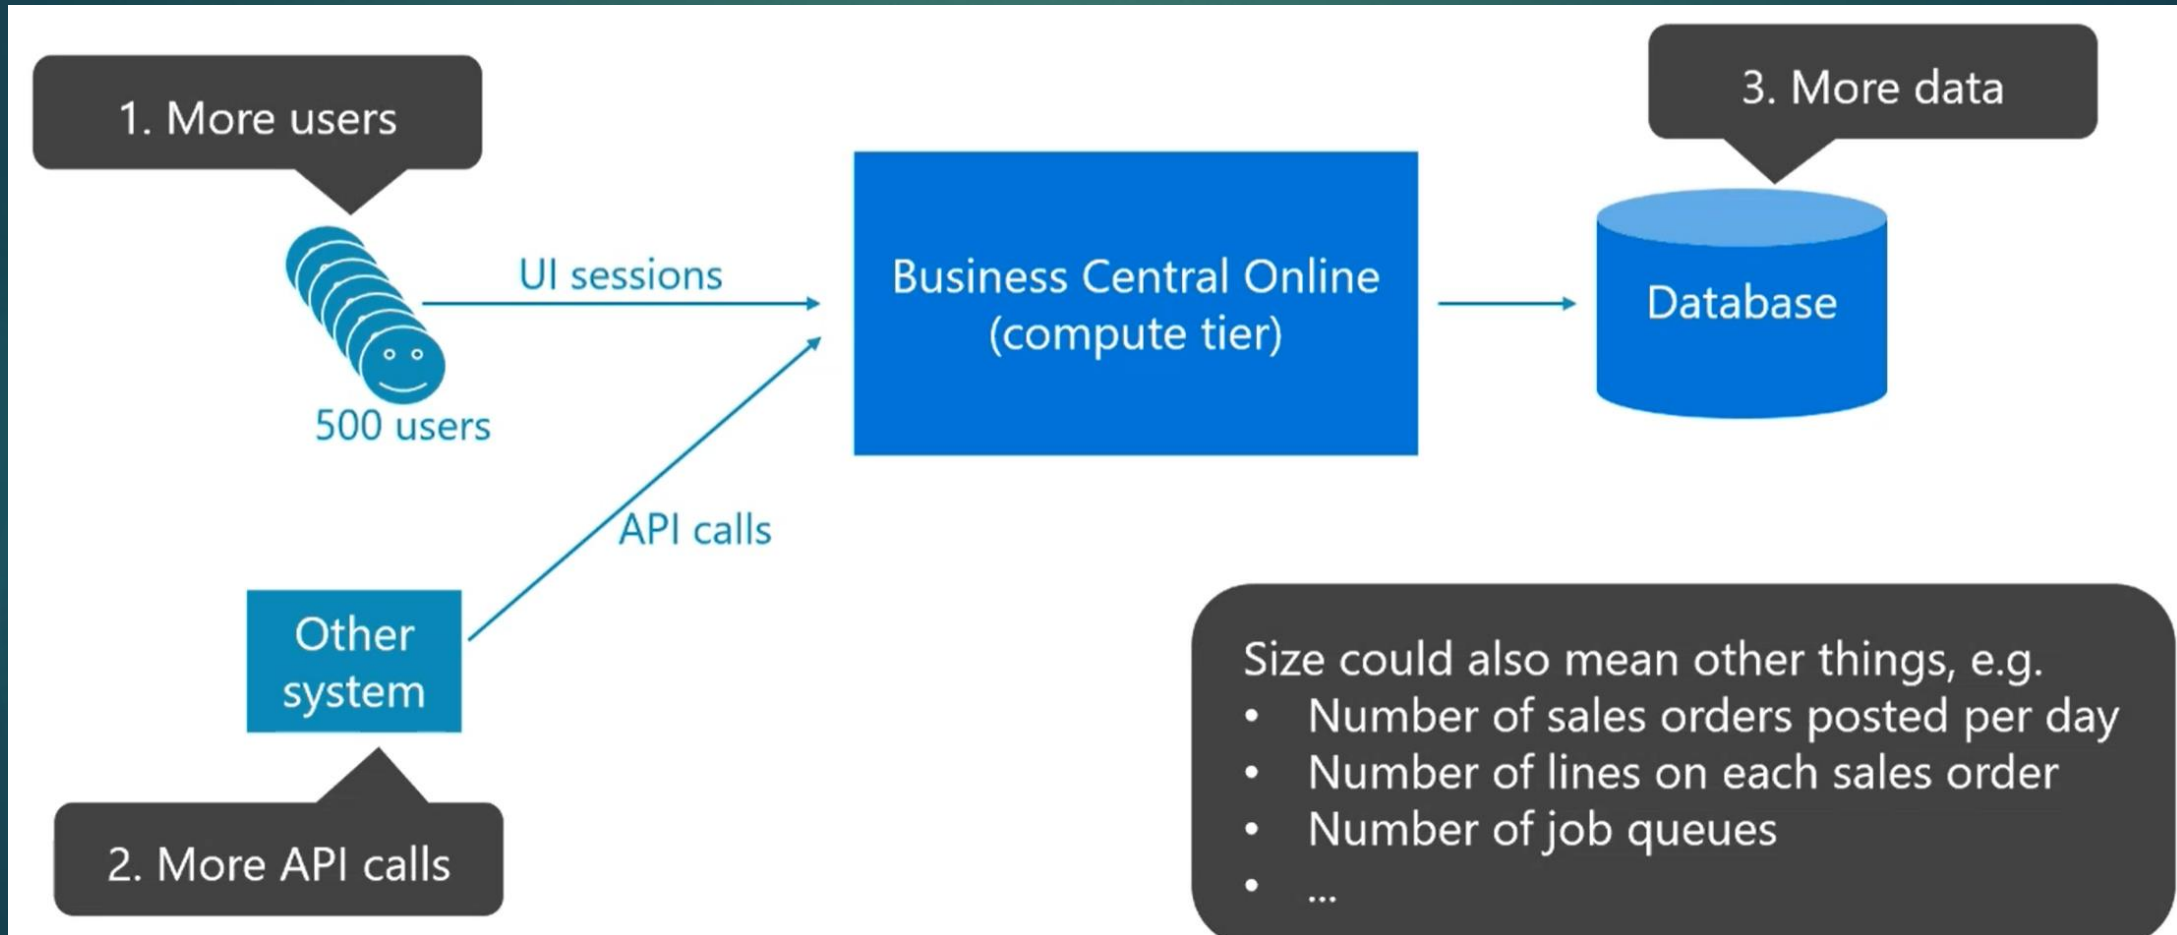 1. More users
3. More data
UI sessions
Business Central Online
(compute tier)
Database
500 users
API calls
Other
system
2. More API calls
Size could also mean other things, e.g.
• Number of sales orders posted per day
• Number of lines on each sales order
• Number of job queues
• ...